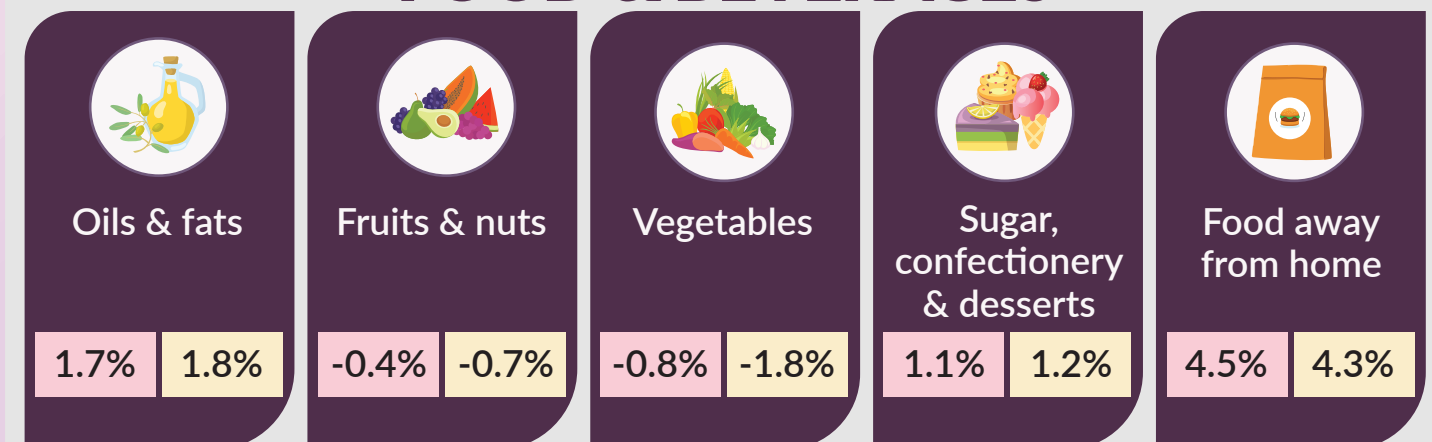 Oils & fats
1.7% 1.8%
Fruits & nuts
-0.4% -0.7%
Vegetables
-0.8% -1.8%
Sugar,
confectionery
& desserts
1.1% 1.2%
Food away
from home
4.5% 4.3%